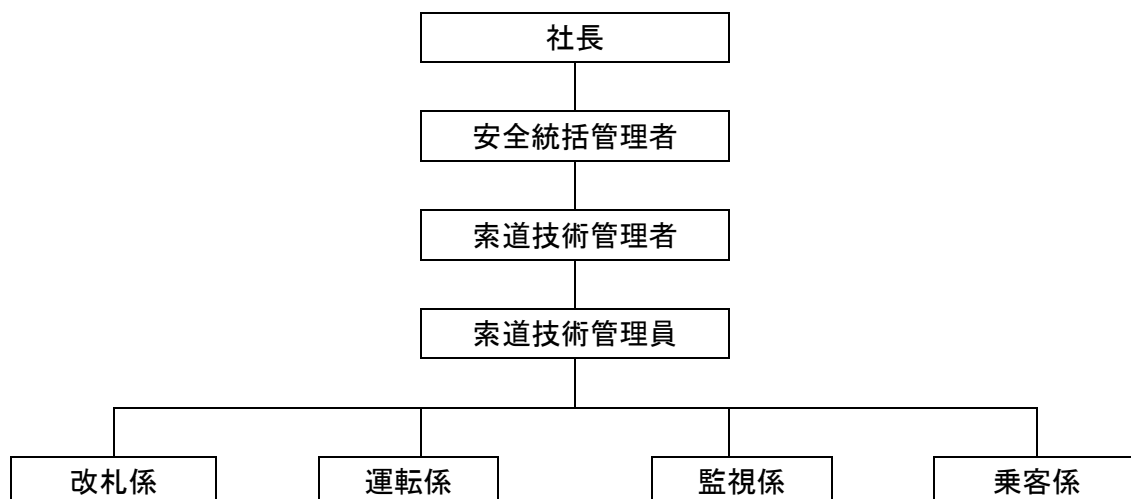 社長
安全統括管理者
索道技術管理者
索道技術管理員
改札係
運転係
監視係
乗客係